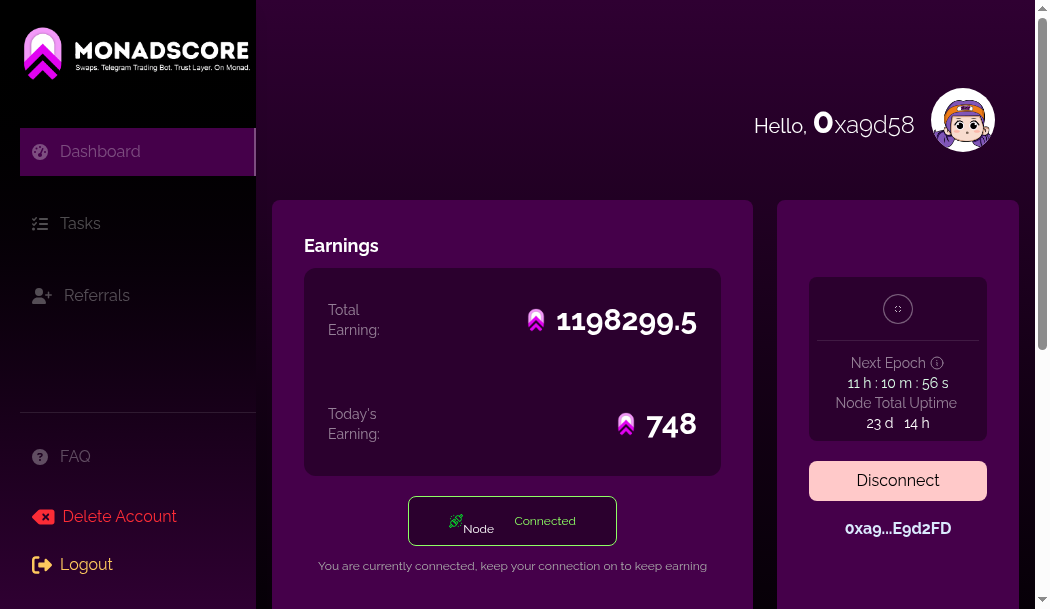 MONADSCORE
Swaps. Telegram Trading Bot. Trust Layer. On Monad.
Dashboard
Tasks
Referrals
FAQ
Delete Account
Logout
Hello, 0xa9d58
Earnings
Total
Earning:
1198299.5
Today's
Earning:
748
Node
Connected
You are currently connected, keep your connection on to keep earning
Next Epoch
11 h : 10 m : 56 s
Node Total Uptime
23 d 14 h
Disconnect
0xa9...E9d2FD